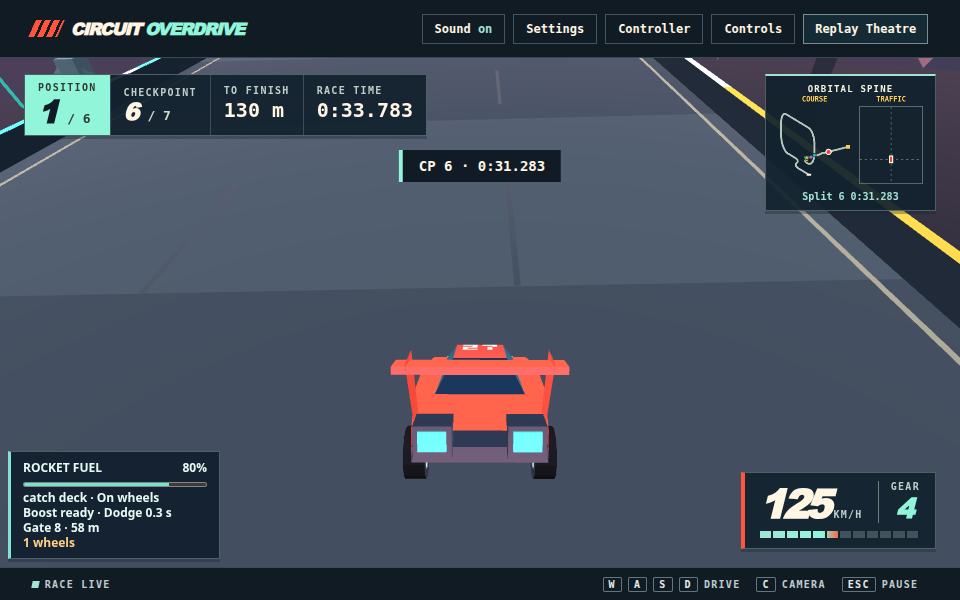 CIRCUIT OVERDRIVE
Sound on
Settings
Controller
Controls
Replay Theatre
POSITION
1 / 6
CHECKPOINT
6 / 7
TO FINISH
130 m
RACE TIME
0:33.783
CP 6 · 0:31.283
ORBITAL SPINE
COURSE
TRAFFIC
Split 6 0:31.283
ROCKET FUEL 80%
catch deck · On wheels
Boost ready · Dodge 0.3 s
Gate 8 · 58 m
1 wheels
125 KM/H
GEAR
4
RACE LIVE
W A S D DRIVE
C CAMERA
ESC PAUSE